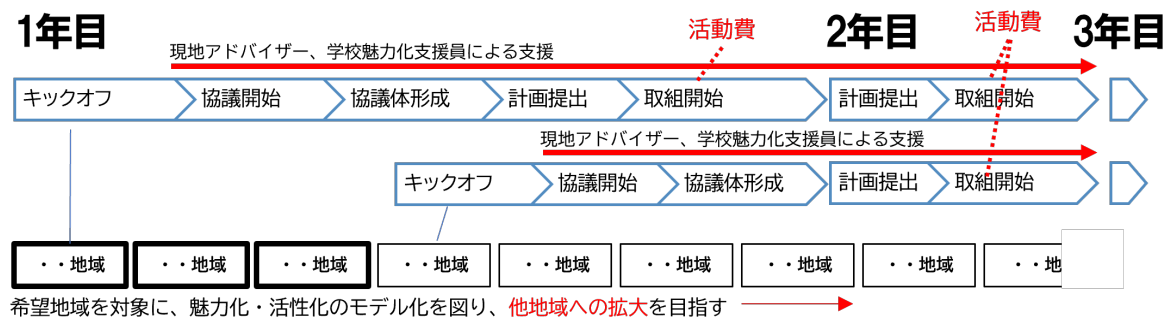 1年目
2年目
3年目
活動費
活動費
現地アドバイザー、学校魅力化支援員による支援
キックオフ
協議開始
協議体形成
計画提出
取組開始
計画提出
取組開始
現地アドバイザー、学校魅力化支援員による支援
キックオフ
協議開始
協議体形成
計画提出
取組開始
・・地域
・・地域
・・地域
・・地域
・・地域
・・地域
・・地域
・・地域
・・地
希望地域を対象に、魅力化・活性化のモデル化を図り、他地域への拡大を目指す